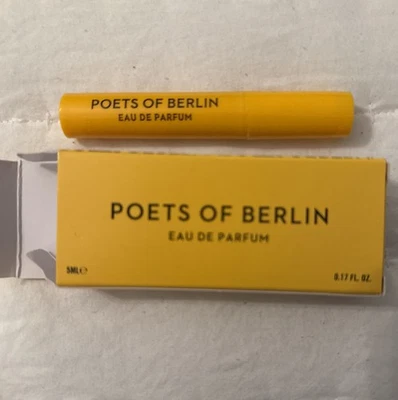 POETS OF BERLIN
EAU DE PARFUM
POETS OF BERLIN
EAU DE PARFUM
5ML℮
0.17 FL. OZ.